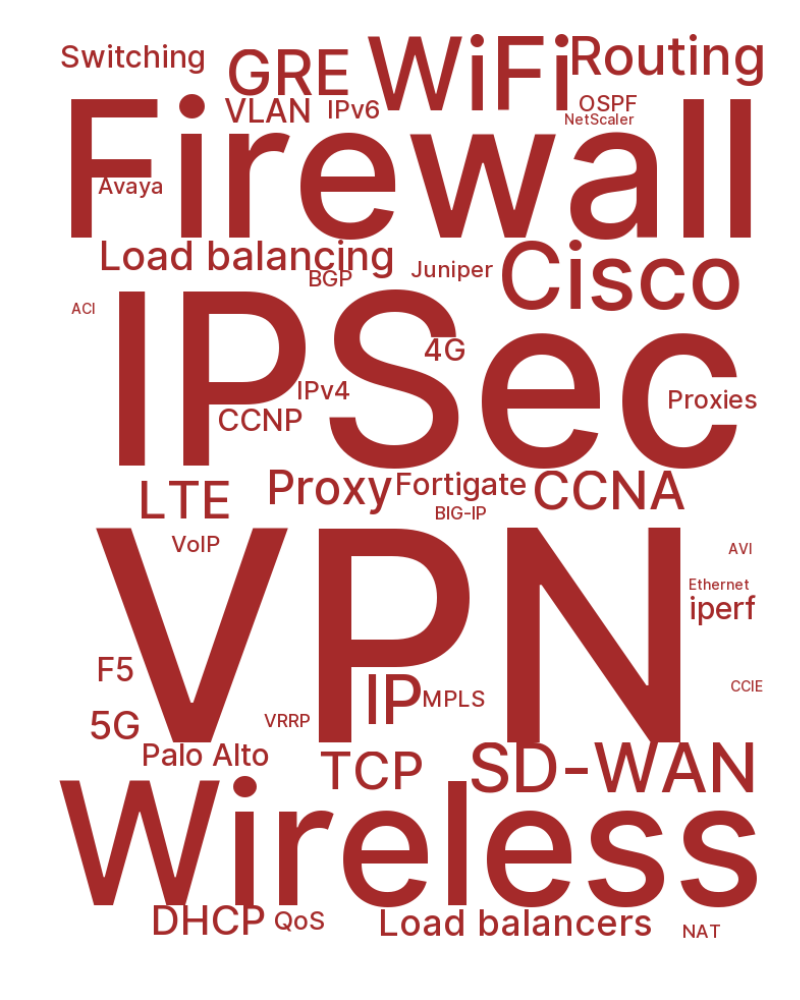 Switching
GRE
WiFi
Routing
VLAN
IPv6
OSPF
NetScaler
Firewall
Avaya
Load balancing
BGP
Juniper
Cisco
ACI
IPSec
4G
IPv4
CCNP
Proxies
LTE
Proxy
Fortigate
CCNA
BIG-IP
VoIP
VPN
AVI
Ethernet
iperf
F5
IP
MPLS
CCIE
5G
VRRP
Palo Alto
TCP
SD-WAN
Wireless
DHCP
QoS
Load balancers
NAT